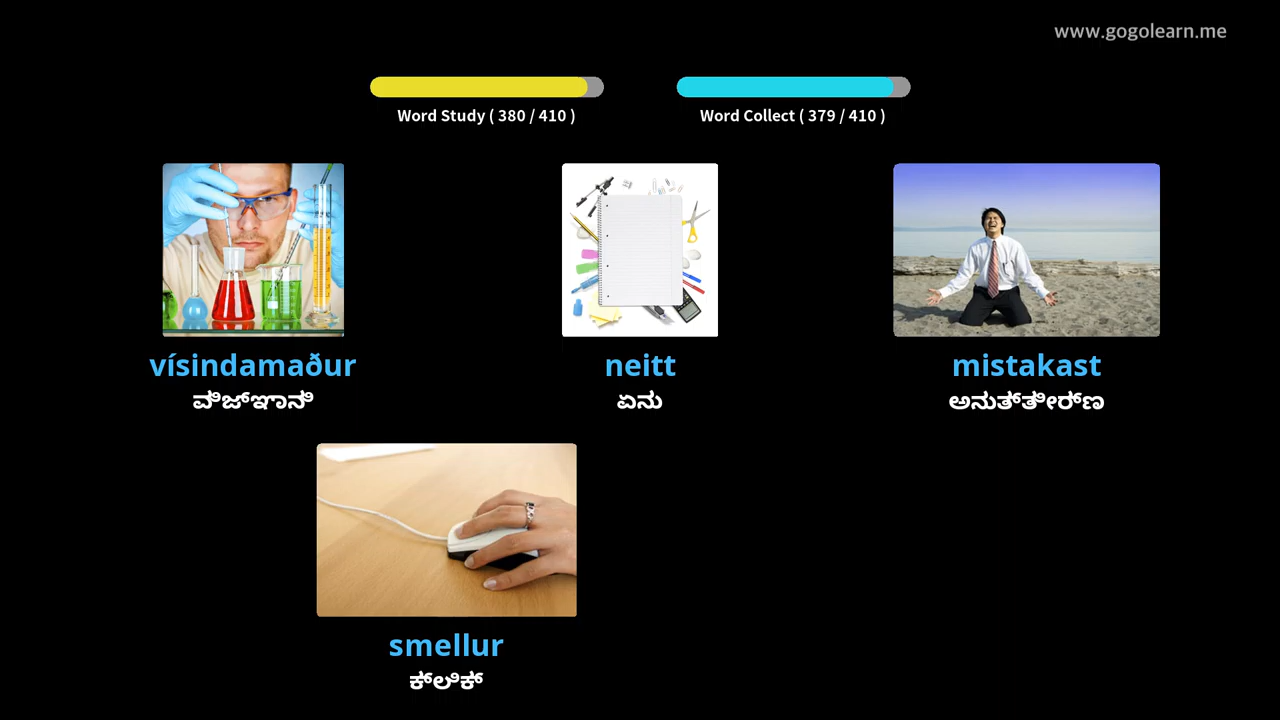 www.gogolearn.me
Word Study ( 380 / 410 )
Word Collect ( 379 / 410 )
vísindamaður
ವಿಜ್ಞಾನಿ
neitt
ಏನು
mistakast
ಅನುತ್ತೀರ್ಣ
smellur
ಕ್ಲಿಕ್